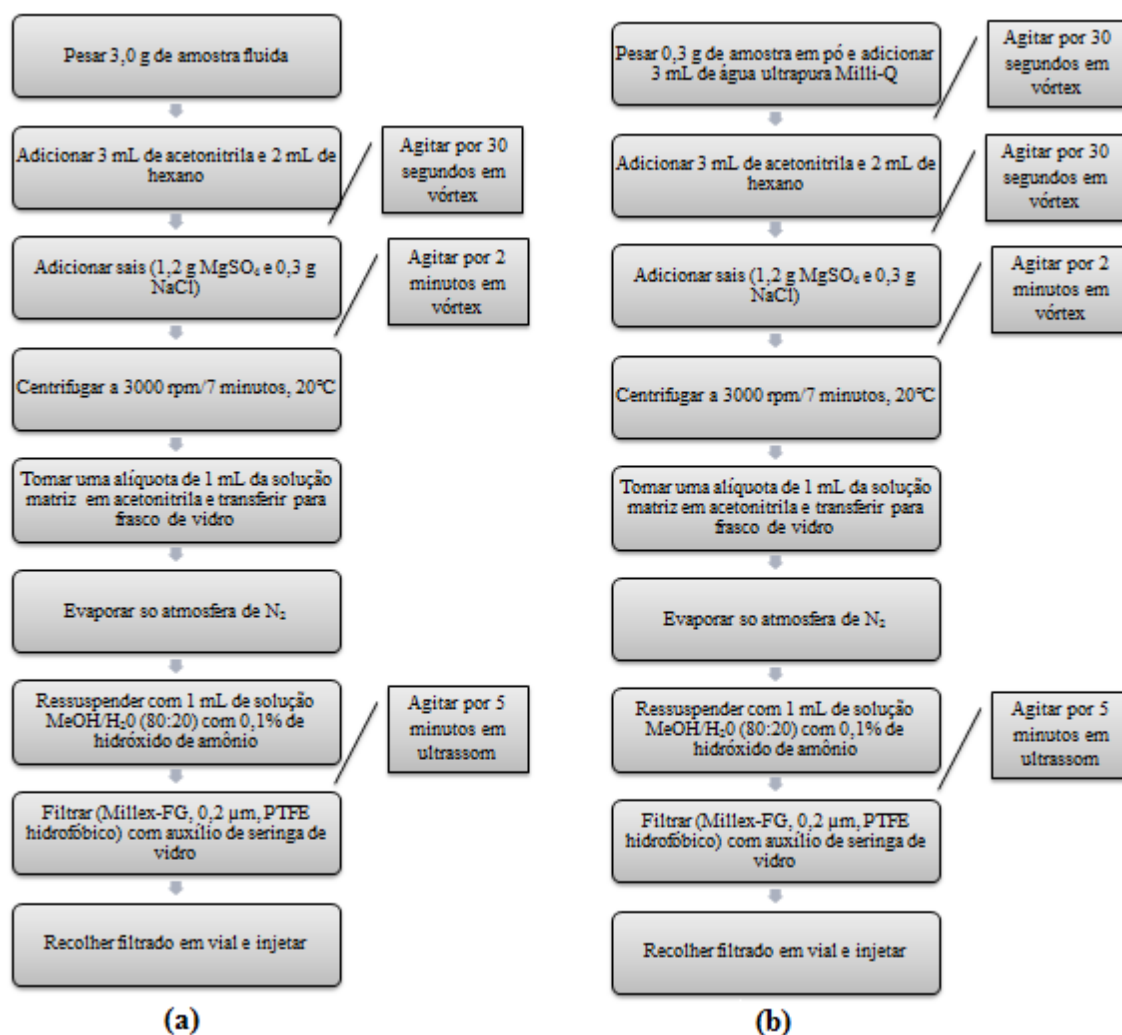 Pesar 3,0 g de amostra fluida
Adicionar 3 mL de acetonitrila e 2 mL de
hexano
Agitar por 30
segundos em
vórtex
Adicionar sais (1,2 g MgSO₄ e 0,3 g
NaCl)
Agitar por 2
minutos em
vórtex
Centrifugar a 3000 rpm/7 minutos, 20°C
Tomar uma alíquota de 1 mL da solução
matriz em acetonitrila e transferir para
frasco de vidro
Evaporar so atmosfera de N₂
Ressuspender com 1 mL de solução
MeOH/H₂0 (80:20) com 0,1% de
hidróxido de amônio
Agitar por 5
minutos em
ultrassom
Filtrar (Millex-FG, 0,2 µm, PTFE
hidrofóbico) com auxílio de seringa de
vidro
Recolher filtrado em vial e injetar
(a)
Pesar 0,3 g de amostra em pó e adicionar
3 mL de água ultrapura Milli-Q
Agitar por 30
segundos em
vórtex
Adicionar 3 mL de acetonitrila e 2 mL de
hexano
Agitar por 30
segundos em
vórtex
Adicionar sais (1,2 g MgSO₄ e 0,3 g
NaCl)
Agitar por 2
minutos em
vórtex
Centrifugar a 3000 rpm/7 minutos, 20°C
Tomar uma alíquota de 1 mL da solução
matriz em acetonitrila e transferir para
frasco de vidro
Evaporar so atmosfera de N₂
Ressuspender com 1 mL de solução
MeOH/H₂0 (80:20) com 0,1% de
hidróxido de amônio
Agitar por 5
minutos em
ultrassom
Filtrar (Millex-FG, 0,2 µm, PTFE
hidrofóbico) com auxílio de seringa de
vidro
Recolher filtrado em vial e injetar
(b)